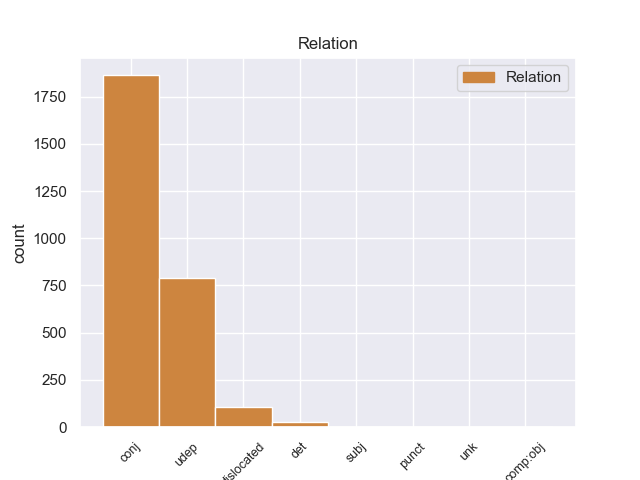 Relation
Relation
1750
1500
1250
1000
750
500
250
0
count
conj
udep
islocated
det
subj
punct
unk
comp:obj